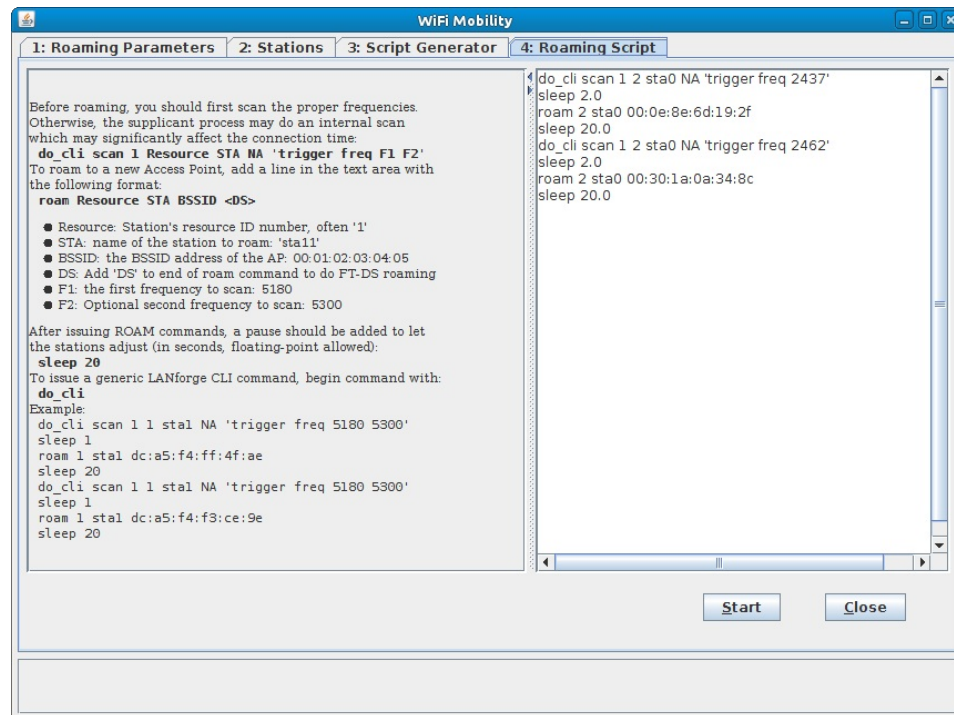 WiFi Mobility
1: Roaming Parameters
2: Stations
3: Script Generator
4: Roaming Script
Before roaming, you should first scan the proper frequencies.
Otherwise, the supplicant process may do an internal scan
which may significantly affect the connection time:
do_cli scan 1 Resource STA NA 'trigger freq F1 F2'
To roam to a new Access Point, add a line in the text area with
the following format:
roam Resource STA BSSID <DS>
● Resource: Station's resource ID number, often '1'
● STA: name of the station to roam: 'sta11'
● BSSID: the BSSID address of the AP: 00:01:02:03:04:05
● DS: Add 'DS' to end of roam command to do FT-DS roaming
● F1: the first frequency to scan: 5180
● F2: Optional second frequency to scan: 5300
After issuing ROAM commands, a pause should be added to let
the stations adjust (in seconds, floating-point allowed):
sleep 20
To issue a generic LANforge CLI command, begin command with:
do_cli
Example:
do_cli scan 1 1 sta1 NA 'trigger freq 5180 5300'
sleep 1
roam 1 sta1 dc:a5:f4:ff:4f:ae
sleep 20
do_cli scan 1 1 sta1 NA 'trigger freq 5180 5300'
sleep 1
roam 1 sta1 dc:a5:f4:f3:ce:9e
sleep 20
do_cli scan 1 2 sta0 NA 'trigger freq 2437'
sleep 2.0
roam 2 sta0 00:0e:8e:6d:19:2f
sleep 20.0
do_cli scan 1 2 sta0 NA 'trigger freq 2462'
sleep 2.0
roam 2 sta0 00:30:1a:0a:34:8c
sleep 20.0
Start
Close